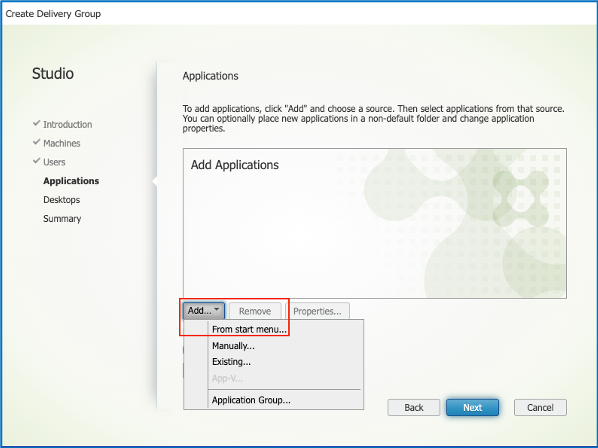 Create Delivery Group
Studio
Introduction
Machines
Users
Applications
Desktops
Summary
Applications
To add applications, click "Add" and choose a source. Then select applications from that source.
You can optionally place new applications in a non-default folder and change application
properties.
Add Applications
Add...
Remove
Properties...
From start menu...
Manually...
Existing...
App-V...
Application Group...
Back
Next
Cancel